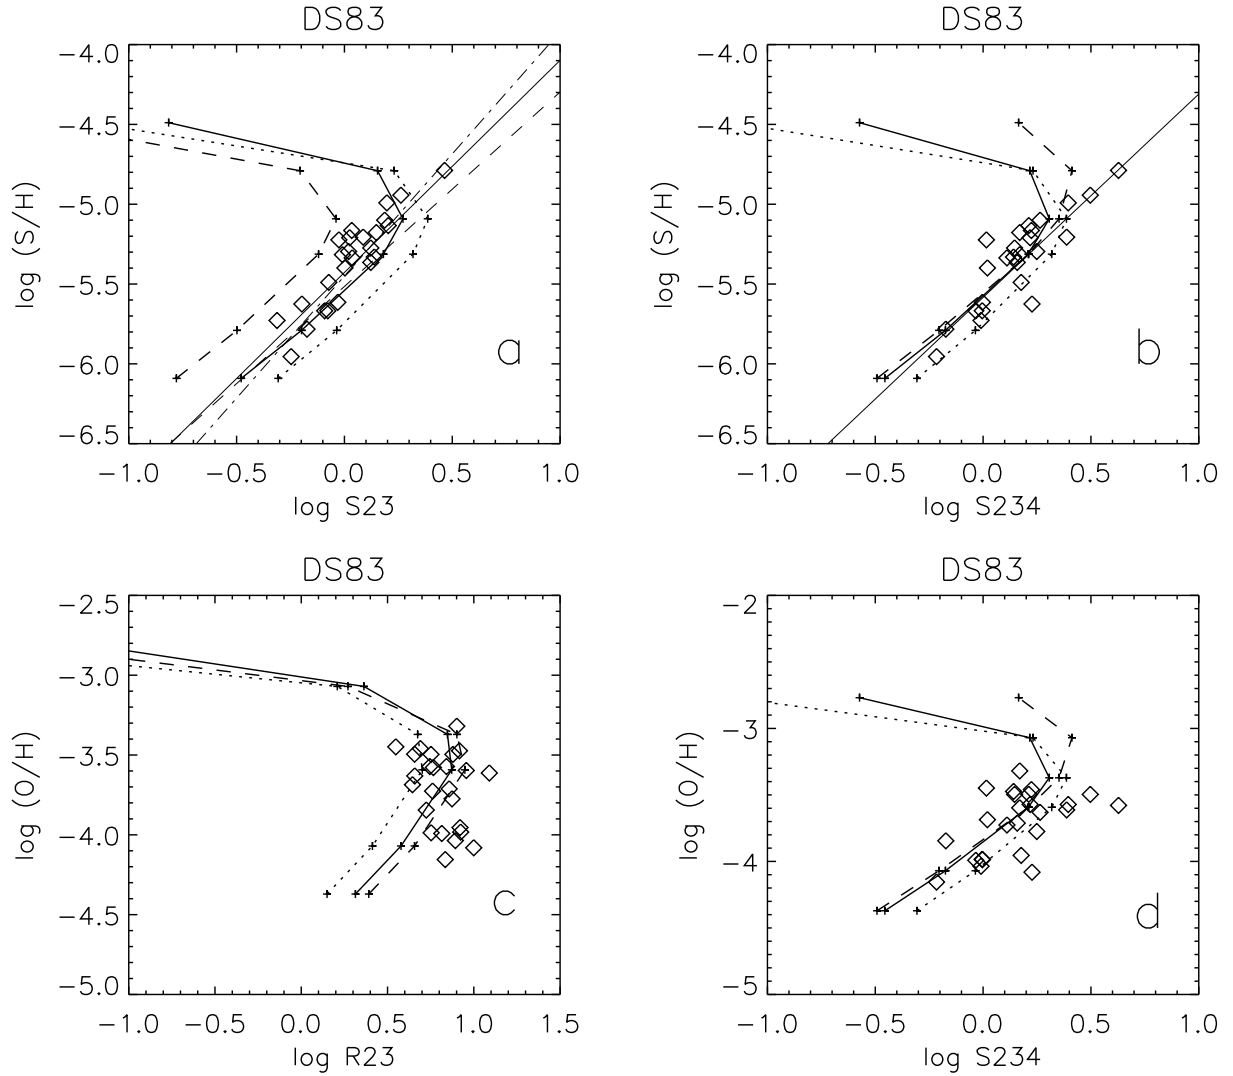 DS83
−4.0
−4.5
−5.0
−5.5
−6.0
−6.5
log (S/H)
a
−1.0 −0.5 0.0 0.5 1.0
log S23
DS83
−4.0
−4.5
−5.0
−5.5
−6.0
−6.5
log (S/H)
b
−1.0 −0.5 0.0 0.5 1.0
log S234
DS83
−2.5
−3.0
−3.5
−4.0
−4.5
−5.0
log (O/H)
c
−1.0 −0.5 0.0 0.5 1.0 1.5
log R23
DS83
−2
−3
−4
−5
log (O/H)
d
−1.0 −0.5 0.0 0.5 1.0
log S234